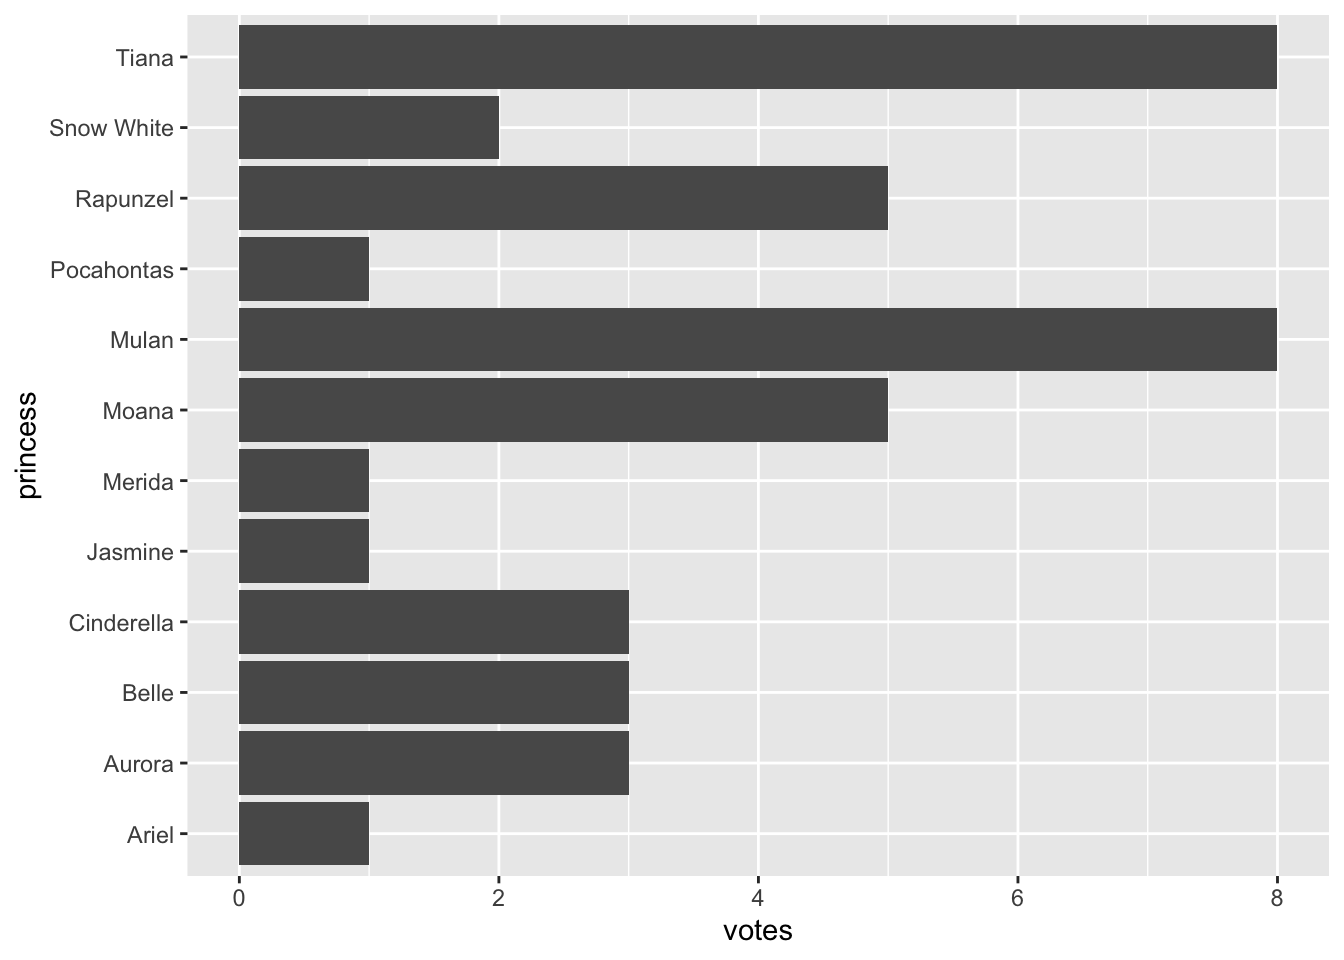 Tiana
Snow White
Rapunzel
Pocahontas
Mulan
Moana
Merida
Jasmine
Cinderella
Belle
Aurora
Ariel
princess
0 2 4 6 8
votes